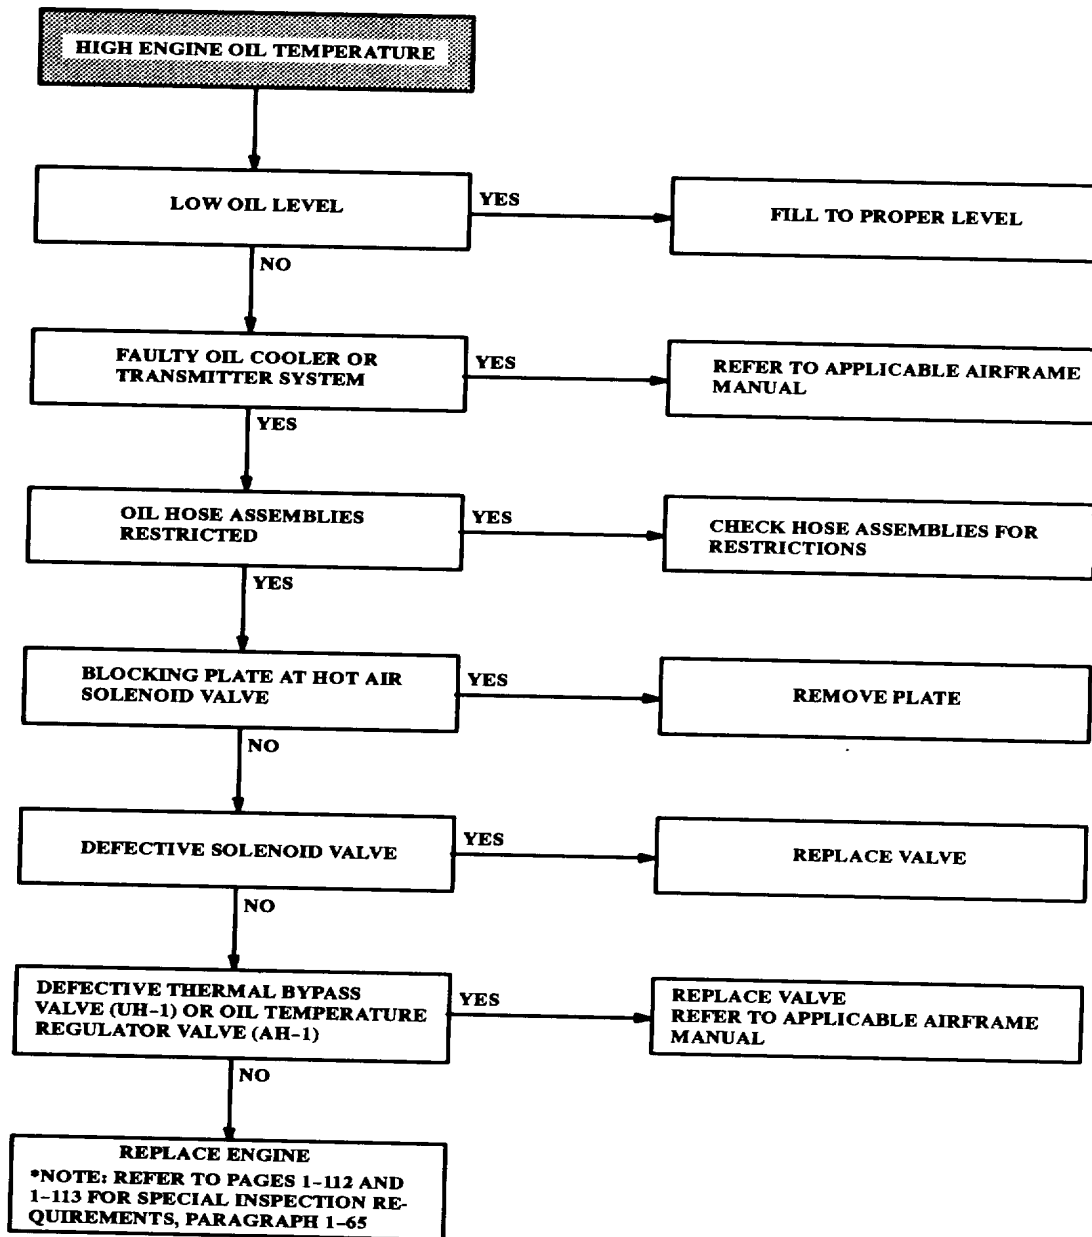 HIGH ENGINE OIL TEMPERATURE
LOW OIL LEVEL
YES
FILL TO PROPER LEVEL
NO
FAULTY OIL COOLER OR
TRANSMITTER SYSTEM
YES
REFER TO APPLICABLE AIRFRAME
MANUAL
YES
OIL HOSE ASSEMBLIES
RESTRICTED
YES
CHECK HOSE ASSEMBLIES FOR
RESTRICTIONS
YES
BLOCKING PLATE AT HOT AIR
SOLENOID VALVE
YES
REMOVE PLATE
NO
DEFECTIVE SOLENOID VALVE
YES
REPLACE VALVE
NO
DEFECTIVE THERMAL BYPASS
VALVE (UH-1) OR OIL TEMPERATURE
REGULATOR VALVE (AH-1)
YES
REPLACE VALVE
REFER TO APPLICABLE AIRFRAME
MANUAL
NO
REPLACE ENGINE
*NOTE: REFER TO PAGES 1-112 AND
1-113 FOR SPECIAL INSPECTION RE-
QUIREMENTS, PARAGRAPH 1-65